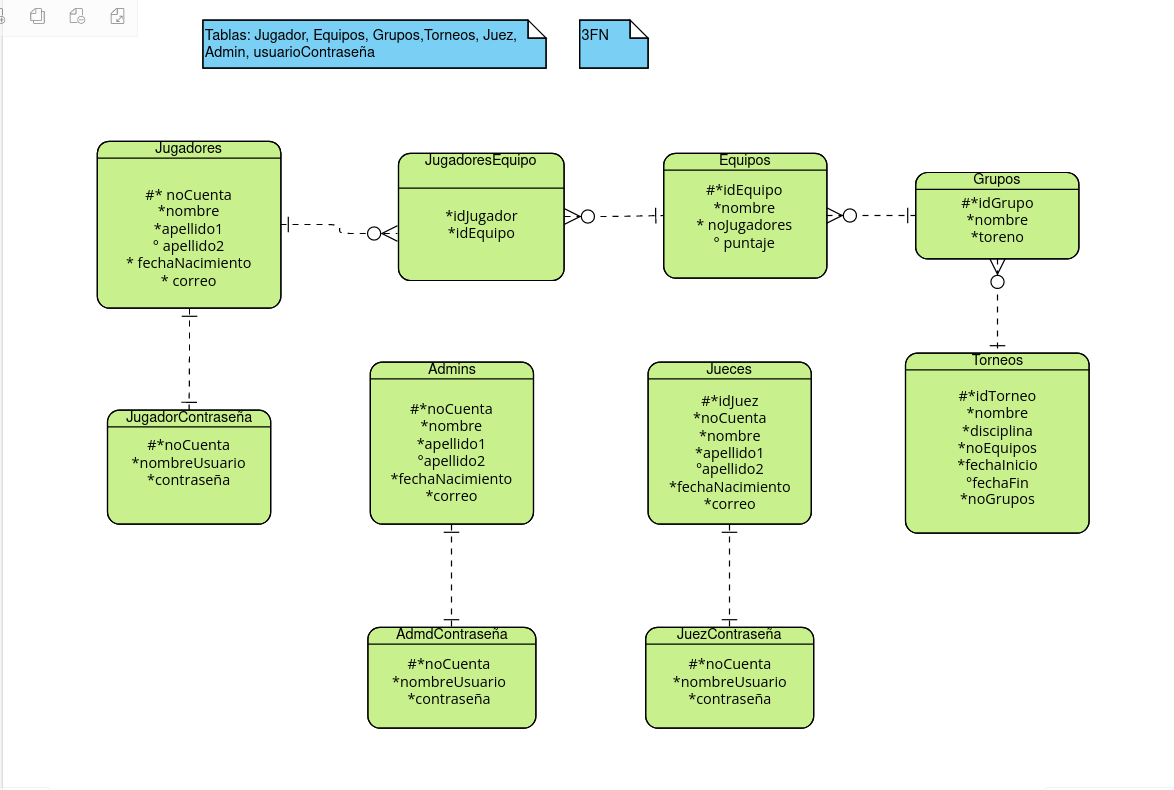 Tablas: Jugador, Equipos, Grupos,Torneos, Juez,
Admin, usuarioContraseña
3FN
Jugadores
#* noCuenta
*nombre
*apellido1
° apellido2
* fechaNacimiento
* correo
JugadoresEquipo
*idJugador
*idEquipo
Equipos
#*idEquipo
*nombre
* noJugadores
° puntaje
Grupos
#*idGrupo
*nombre
*toreno
JugadorContraseña
#*noCuenta
*nombreUsuario
*contraseña
Admins
#*noCuenta
*nombre
*apellido1
°apellido2
*fechaNacimiento
*correo
Jueces
#*idJuez
*noCuenta
*nombre
*apellido1
°apellido2
*fechaNacimiento
*correo
Torneos
#*idTorneo
*nombre
*disciplina
*noEquipos
*fechaInicio
°fechaFin
*noGrupos
AdmdContraseña
#*noCuenta
*nombreUsuario
*contraseña
JuezContraseña
#*noCuenta
*nombreUsuario
*contraseña